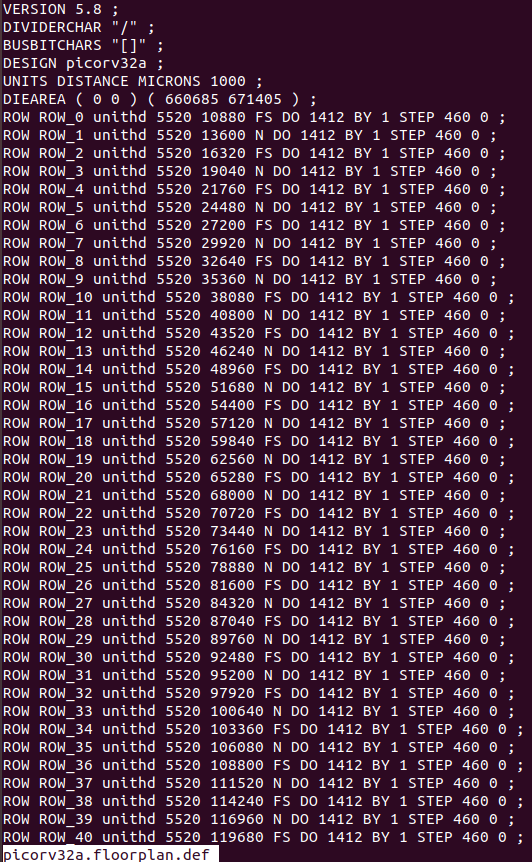 VERSION 5.8 ;
DIVIDERCHAR "/" ;
BUSBITCHARS "[]" ;
DESIGN picorv32a ;
UNITS DISTANCE MICRONS 1000 ;
DIEAREA ( 0 0 ) ( 660685 671405 ) ;
ROW ROW_0 unithd 5520 10880 FS DO 1412 BY 1 STEP 460 0 ;
ROW ROW_1 unithd 5520 13600 N DO 1412 BY 1 STEP 460 0 ;
ROW ROW_2 unithd 5520 16320 FS DO 1412 BY 1 STEP 460 0 ;
ROW ROW_3 unithd 5520 19040 N DO 1412 BY 1 STEP 460 0 ;
ROW ROW_4 unithd 5520 21760 FS DO 1412 BY 1 STEP 460 0 ;
ROW ROW_5 unithd 5520 24480 N DO 1412 BY 1 STEP 460 0 ;
ROW ROW_6 unithd 5520 27200 FS DO 1412 BY 1 STEP 460 0 ;
ROW ROW_7 unithd 5520 29920 N DO 1412 BY 1 STEP 460 0 ;
ROW ROW_8 unithd 5520 32640 FS DO 1412 BY 1 STEP 460 0 ;
ROW ROW_9 unithd 5520 35360 N DO 1412 BY 1 STEP 460 0 ;
ROW ROW_10 unithd 5520 38080 FS DO 1412 BY 1 STEP 460 0 ;
ROW ROW_11 unithd 5520 40800 N DO 1412 BY 1 STEP 460 0 ;
ROW ROW_12 unithd 5520 43520 FS DO 1412 BY 1 STEP 460 0 ;
ROW ROW_13 unithd 5520 46240 N DO 1412 BY 1 STEP 460 0 ;
ROW ROW_14 unithd 5520 48960 FS DO 1412 BY 1 STEP 460 0 ;
ROW ROW_15 unithd 5520 51680 N DO 1412 BY 1 STEP 460 0 ;
ROW ROW_16 unithd 5520 54400 FS DO 1412 BY 1 STEP 460 0 ;
ROW ROW_17 unithd 5520 57120 N DO 1412 BY 1 STEP 460 0 ;
ROW ROW_18 unithd 5520 59840 FS DO 1412 BY 1 STEP 460 0 ;
ROW ROW_19 unithd 5520 62560 N DO 1412 BY 1 STEP 460 0 ;
ROW ROW_20 unithd 5520 65280 FS DO 1412 BY 1 STEP 460 0 ;
ROW ROW_21 unithd 5520 68000 N DO 1412 BY 1 STEP 460 0 ;
ROW ROW_22 unithd 5520 70720 FS DO 1412 BY 1 STEP 460 0 ;
ROW ROW_23 unithd 5520 73440 N DO 1412 BY 1 STEP 460 0 ;
ROW ROW_24 unithd 5520 76160 FS DO 1412 BY 1 STEP 460 0 ;
ROW ROW_25 unithd 5520 78880 N DO 1412 BY 1 STEP 460 0 ;
ROW ROW_26 unithd 5520 81600 FS DO 1412 BY 1 STEP 460 0 ;
ROW ROW_27 unithd 5520 84320 N DO 1412 BY 1 STEP 460 0 ;
ROW ROW_28 unithd 5520 87040 FS DO 1412 BY 1 STEP 460 0 ;
ROW ROW_29 unithd 5520 89760 N DO 1412 BY 1 STEP 460 0 ;
ROW ROW_30 unithd 5520 92480 FS DO 1412 BY 1 STEP 460 0 ;
ROW ROW_31 unithd 5520 95200 N DO 1412 BY 1 STEP 460 0 ;
ROW ROW_32 unithd 5520 97920 FS DO 1412 BY 1 STEP 460 0 ;
ROW ROW_33 unithd 5520 100640 N DO 1412 BY 1 STEP 460 0 ;
ROW ROW_34 unithd 5520 103360 FS DO 1412 BY 1 STEP 460 0 ;
ROW ROW_35 unithd 5520 106080 N DO 1412 BY 1 STEP 460 0 ;
ROW ROW_36 unithd 5520 108800 FS DO 1412 BY 1 STEP 460 0 ;
ROW ROW_37 unithd 5520 111520 N DO 1412 BY 1 STEP 460 0 ;
ROW ROW_38 unithd 5520 114240 FS DO 1412 BY 1 STEP 460 0 ;
ROW ROW_39 unithd 5520 116960 N DO 1412 BY 1 STEP 460 0 ;
ROW ROW_40 unithd 5520 119680 FS DO 1412 BY 1 STEP 460 0 ;
picorv32a.floorplan.def